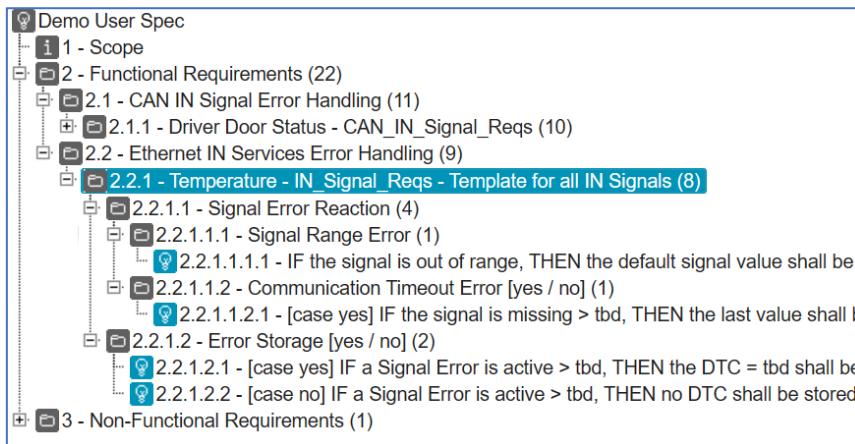 Demo User Spec
i 1 - Scope
2 - Functional Requirements (22)
2.1 - CAN IN Signal Error Handling (11)
2.1.1 - Driver Door Status - CAN_IN_Signal_Reqs (10)
2.2 - Ethernet IN Services Error Handling (9)
2.2.1 - Temperature - IN_Signal_Reqs - Template for all IN Signals (8)
2.2.1.1 - Signal Error Reaction (4)
2.2.1.1.1 - Signal Range Error (1)
2.2.1.1.1.1 - IF the signal is out of range, THEN the default signal value shall be
2.2.1.1.2 - Communication Timeout Error [yes / no] (1)
2.2.1.1.2.1 - [case yes] IF the signal is missing > tbd, THEN the last value shall
2.2.1.2 - Error Storage [yes / no] (2)
2.2.1.2.1 - [case yes] IF a Signal Error is active > tbd, THEN the DTC = tbd shall be
2.2.1.2.2 - [case no] IF a Signal Error is active > tbd, THEN no DTC shall be stored
3 - Non-Functional Requirements (1)